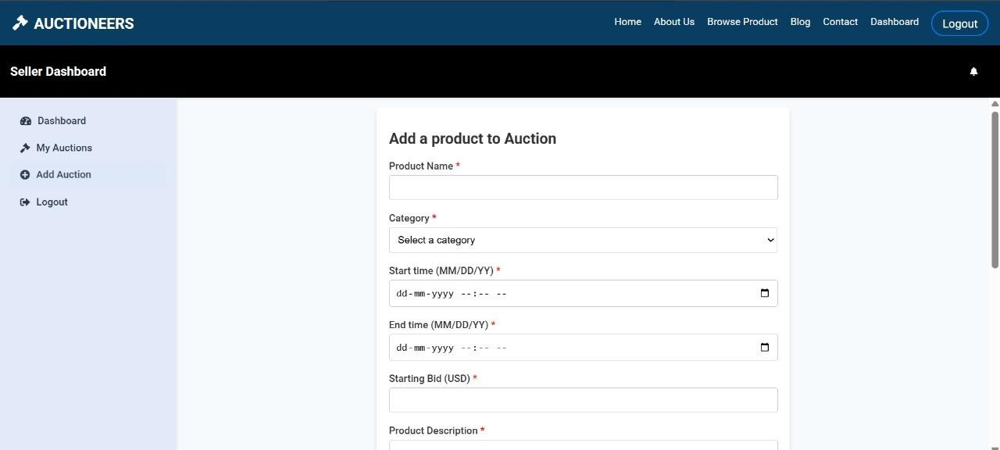 AUCTIONEERS
Home About Us Browse Product Blog Contact Dashboard Logout
Seller Dashboard
Dashboard
My Auctions
Add Auction
Logout
Add a product to Auction
Product Name *
Category *
Select a category
Start time (MM/DD/YY) *
dd-mm-yyyy --:-- --
End time (MM/DD/YY) *
dd-mm-yyyy --:-- --
Starting Bid (USD) *
Product Description *